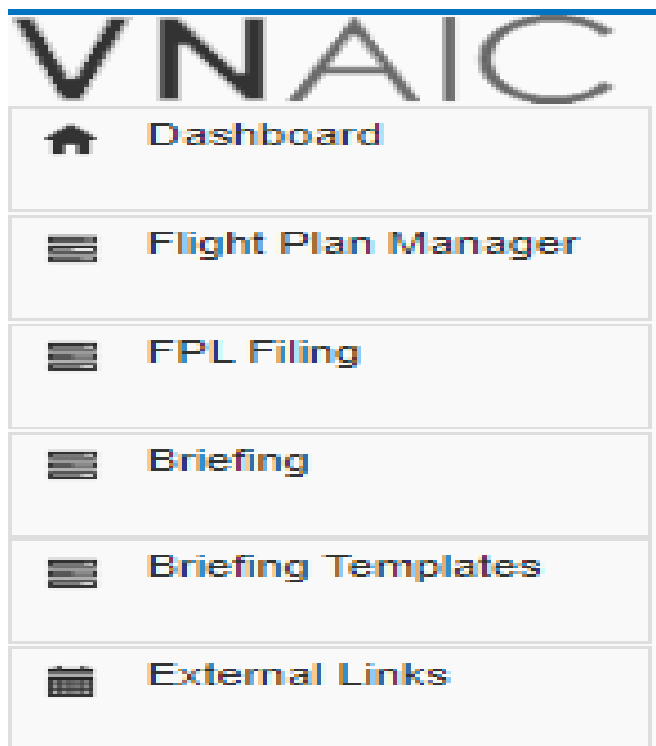 VNAIC
Dashboard
Flight Plan Manager
FPL Filing
Briefing
Briefing Templates
External Links